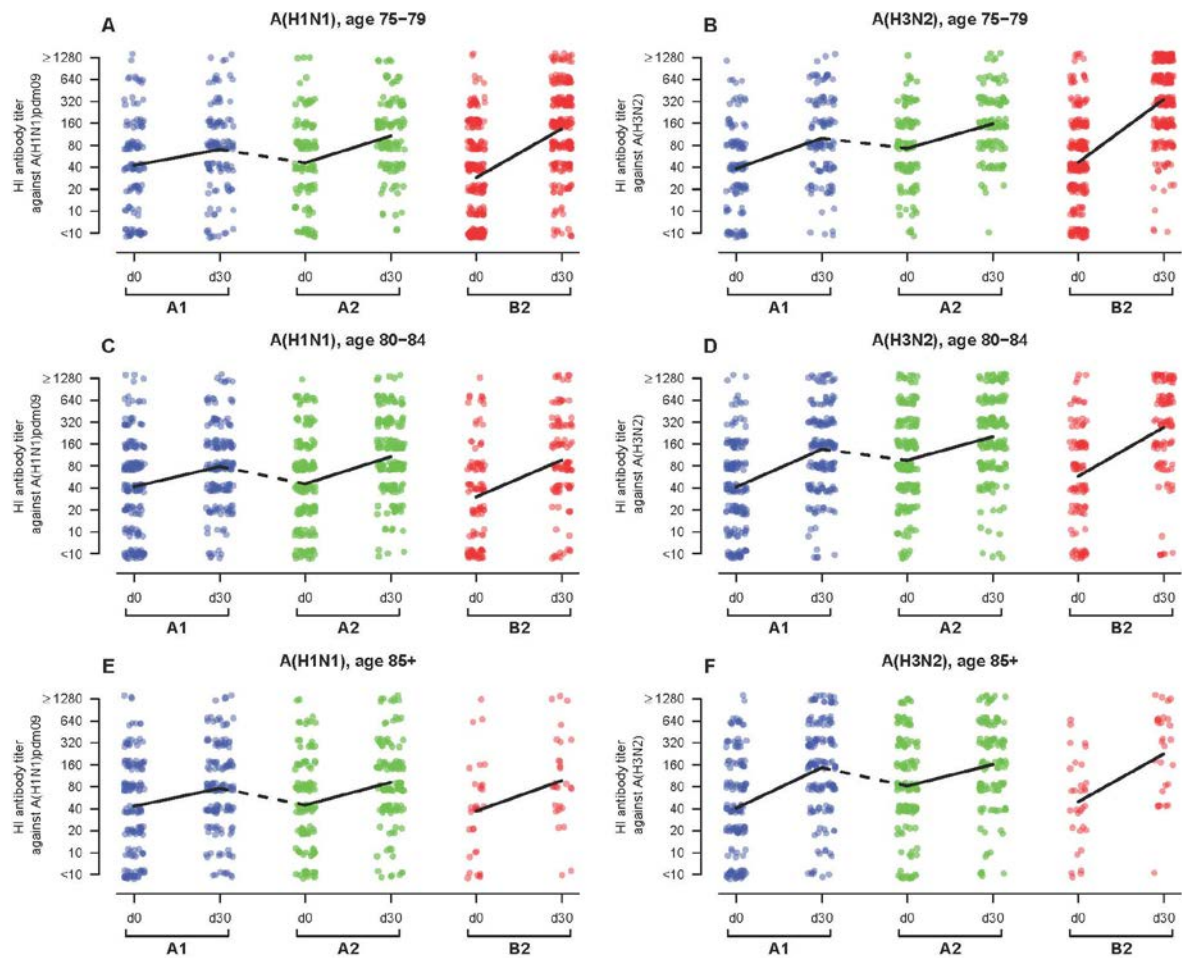 A
A(H1N1), age 75–79
HI antibody titer
against A(H1N1)pdm09
≥ 1280
640
320
160
80
40
20
10
<10
d0 d30 d0 d30 d0 d30
A1 A2 B2
B
A(H3N2), age 75–79
HI antibody titer
against A(H3N2)
≥ 1280
640
320
160
80
40
20
10
<10
d0 d30 d0 d30 d0 d30
A1 A2 B2
C
A(H1N1), age 80–84
HI antibody titer
against A(H1N1)pdm09
≥ 1280
640
320
160
80
40
20
10
<10
d0 d30 d0 d30 d0 d30
A1 A2 B2
D
A(H3N2), age 80–84
HI antibody titer
against A(H3N2)
≥ 1280
640
320
160
80
40
20
10
<10
d0 d30 d0 d30 d0 d30
A1 A2 B2
E
A(H1N1), age 85+
HI antibody titer
against A(H1N1)pdm09
≥ 1280
640
320
160
80
40
20
10
<10
d0 d30 d0 d30 d0 d30
A1 A2 B2
F
A(H3N2), age 85+
HI antibody titer
against A(H3N2)
≥ 1280
640
320
160
80
40
20
10
<10
d0 d30 d0 d30 d0 d30
A1 A2 B2